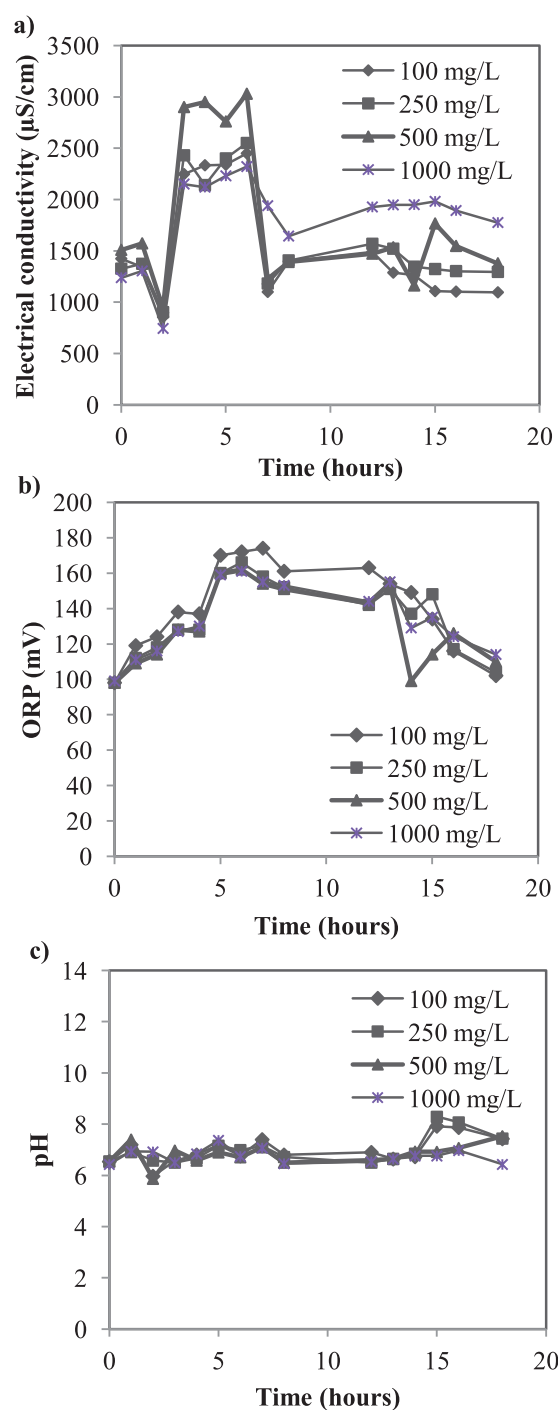 a)
3500
3000
2500
2000
1500
1000
500
0
Electrical conductivity (µS/cm)
100 mg/L
250 mg/L
500 mg/L
1000 mg/L
0 5 10 15 20
Time (hours)
b)
200
180
160
140
120
100
80
60
40
20
0
ORP (mV)
100 mg/L
250 mg/L
500 mg/L
1000 mg/L
0 5 10 15 20
Time (hours)
c)
14
12
10
8
6
4
2
0
pH
100 mg/L
250 mg/L
500 mg/L
1000 mg/L
0 5 10 15 20
Time (hours)